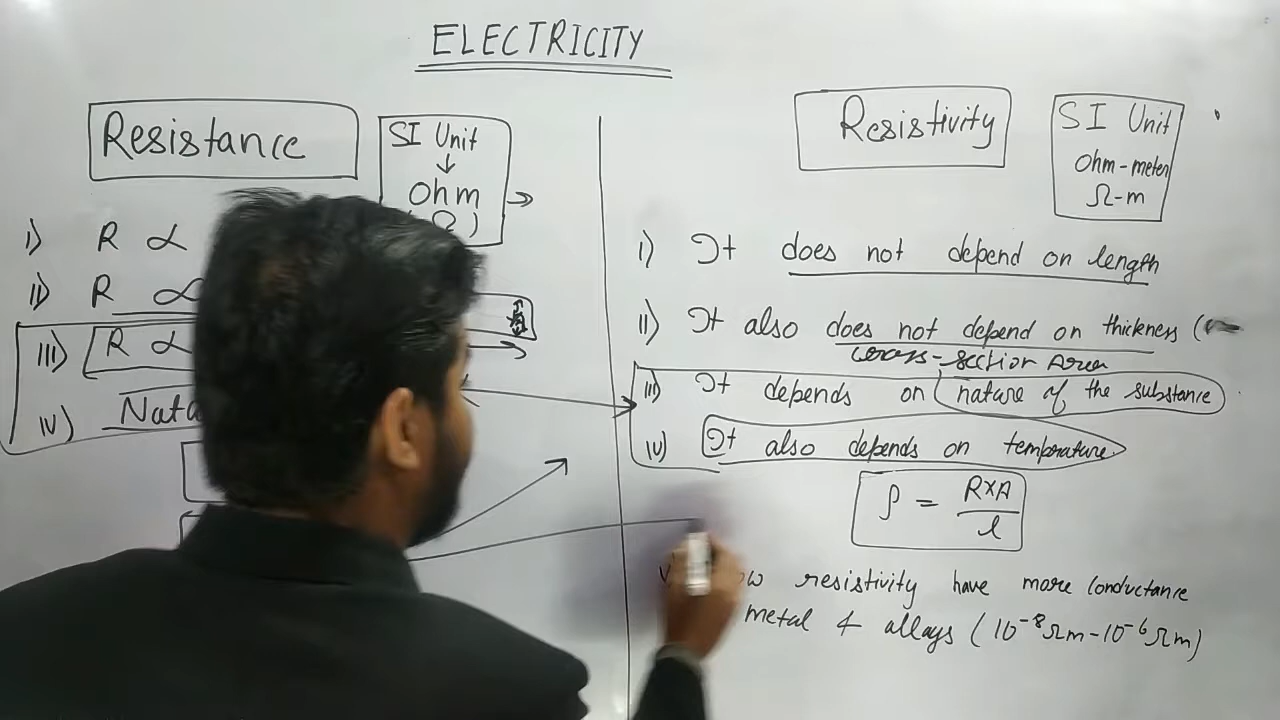 ELECTRICITY
Resistance
SI Unit
↓
Ohm
(Ω)
i) R ∝
ii) R ∝
iii) R ∝
iv)
Resistivity
SI Unit
Ohm-meter
Ω-m
i) It does not depend on length
ii) It also does not depend on thickness (
cross-section Area
iii) It depends on nature of the substance
iv) It also depends on temperature.
ρ = R×A
l
resistivity have more conductance
metal & allays (10⁻⁸Ωm-10⁻⁶Ωm)